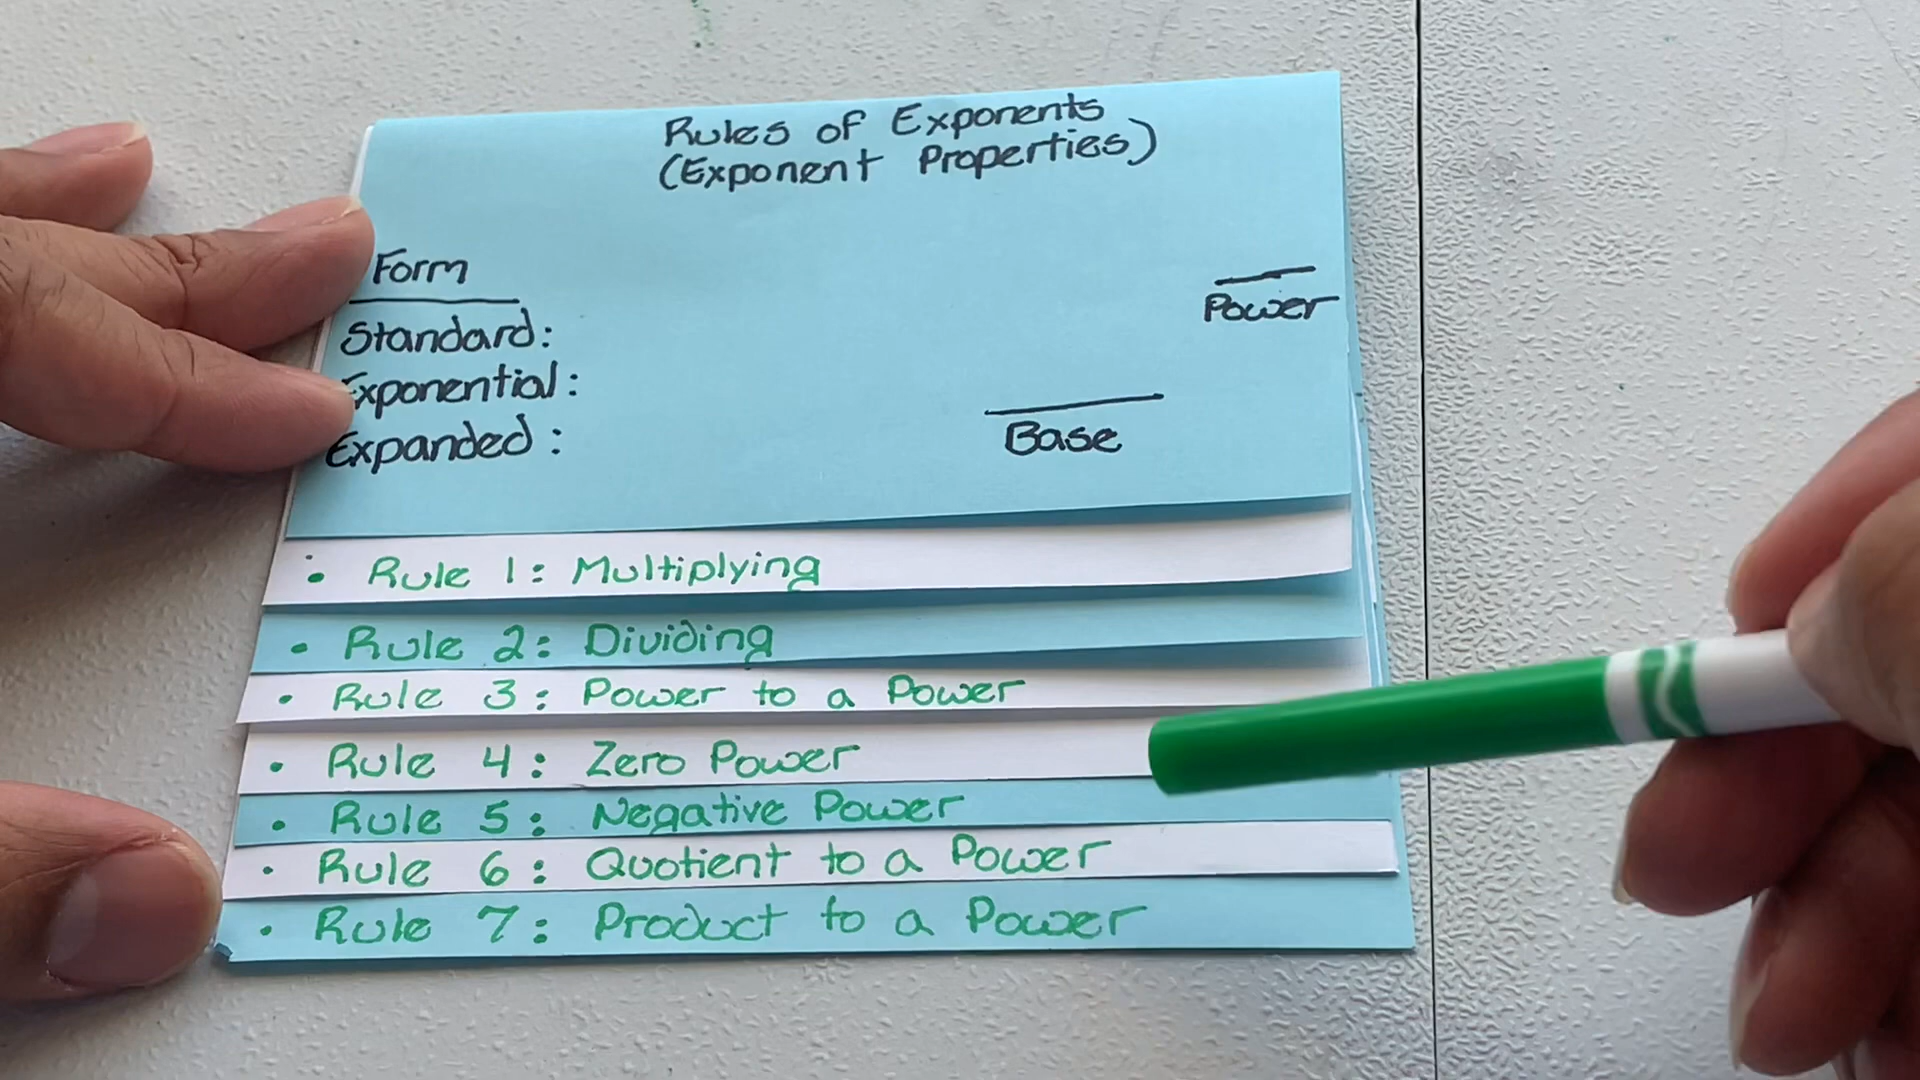 Rules of Exponents
(Exponent Properties)
Form
Standard:
Exponential:
Expanded:
Power
Base
• Rule 1: Multiplying
• Rule 2: Dividing
• Rule 3: Power to a Power
• Rule 4: Zero Power
• Rule 5: Negative Power
• Rule 6: Quotient to a Power
• Rule 7: Product to a Power